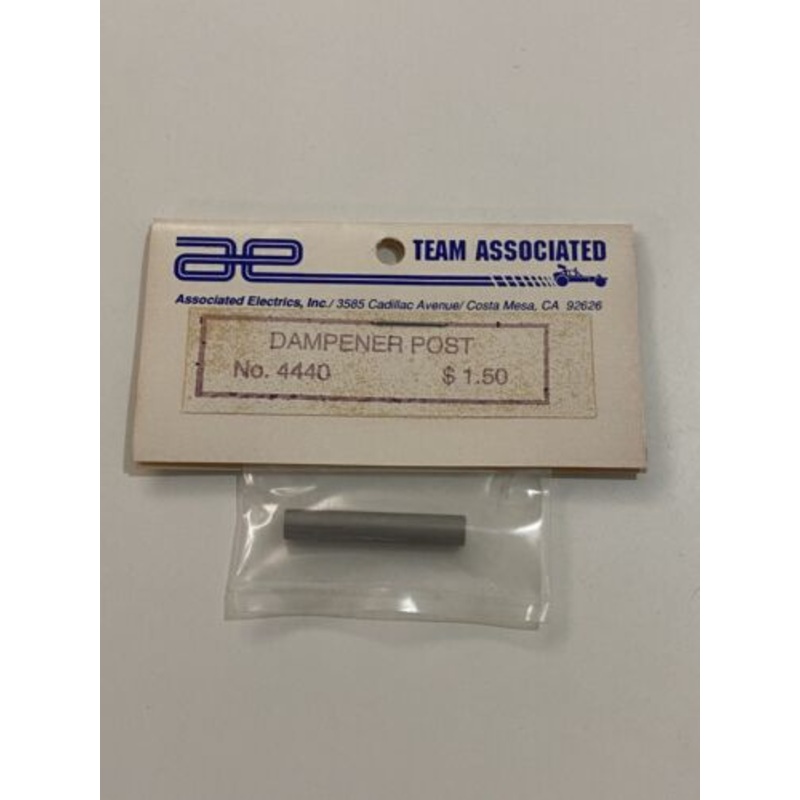 ae TEAM ASSOCIATED
Associated Electrics, Inc./ 3585 Cadillac Avenue/ Costa Mesa, CA 92626
DAMPENER POST
No. 4440 $ 1.50